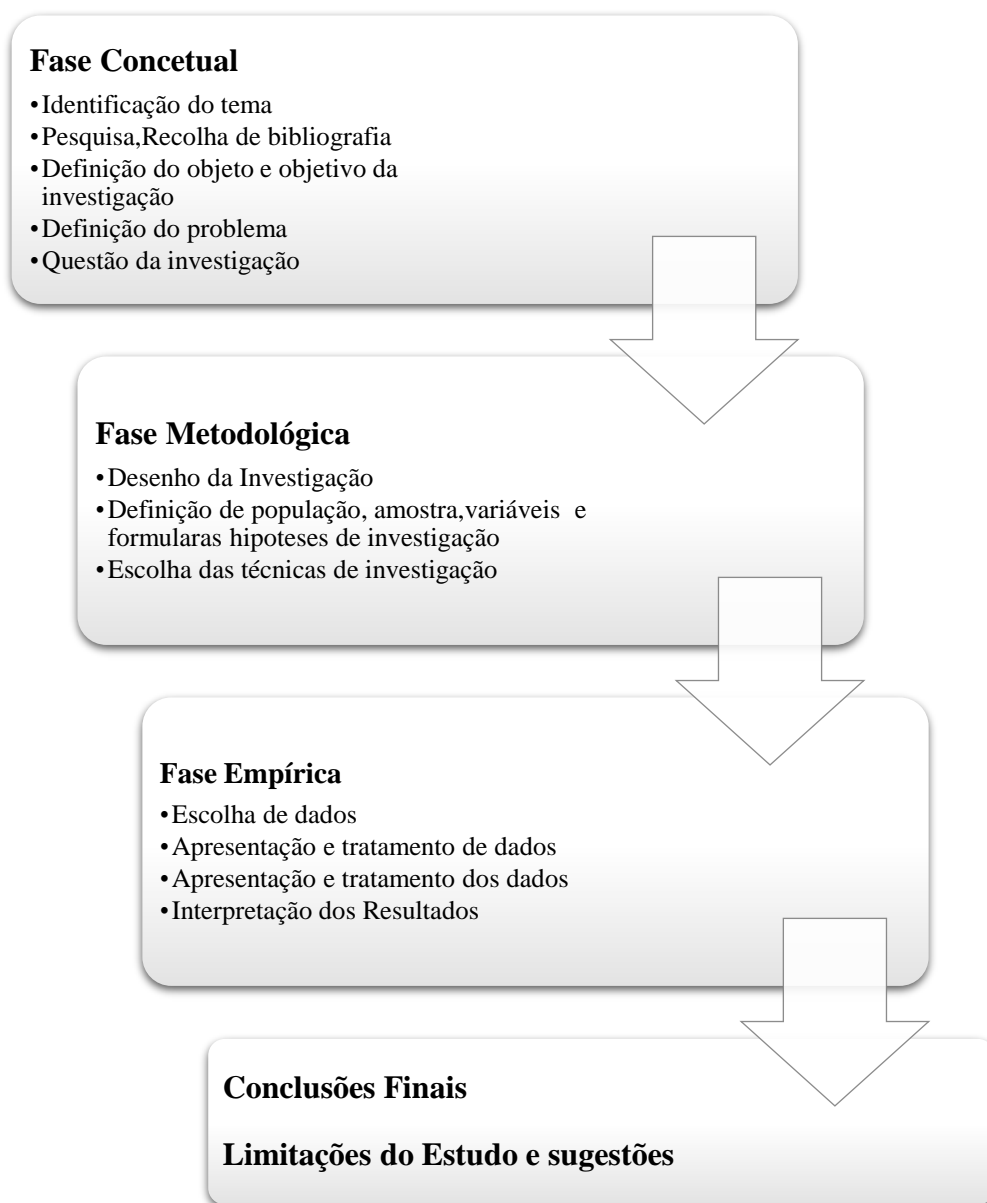 Fase Concetual
•Identificação do tema
•Pesquisa,Recolha de bibliografia
•Definição do objeto e objetivo da
investigação
•Definição do problema
•Questão da investigação
Fase Metodológica
•Desenho da Investigação
•Definição de população, amostra,variáveis e
formularas hipoteses de investigação
•Escolha das técnicas de investigação
Fase Empírica
•Escolha de dados
•Apresentação e tratamento de dados
•Apresentação e tratamento dos dados
•Interpretação dos Resultados
Conclusões Finais
Limitações do Estudo e sugestões